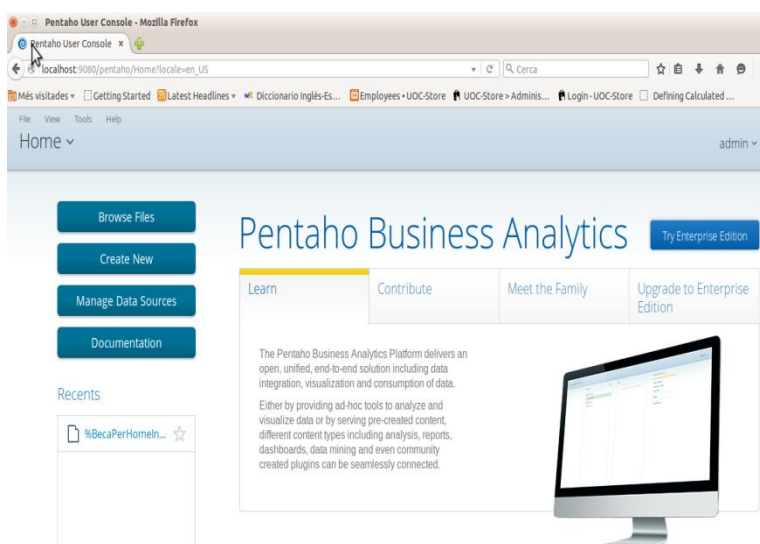 Pentaho User Console - Mozilla Firefox
Pentaho User Console
localhost:9080/pentaho/Home?locale=en_US
Cerca
Més visitades Getting Started Latest Headlines Diccionario Inglés-Es... Employees • UOC-Store UOC-Store > Adminis... Login - UOC-Store Defining Calculated ...
File View Tools Help
Home
admin
Browse Files
Create New
Manage Data Sources
Documentation
Recents
%BecaPerHomeIn...
Pentaho Business Analytics
Try Enterprise Edition
Learn
Contribute
Meet the Family
Upgrade to Enterprise
Edition
The Pentaho Business Analytics Platform delivers an
open, unified, end-to-end solution including data
integration, visualization and consumption of data.
Either by providing ad-hoc tools to analyze and
visualize data or by serving pre-created content,
different content types including analysis, reports,
dashboards, data mining and even community
created plugins can be seamlessly connected.